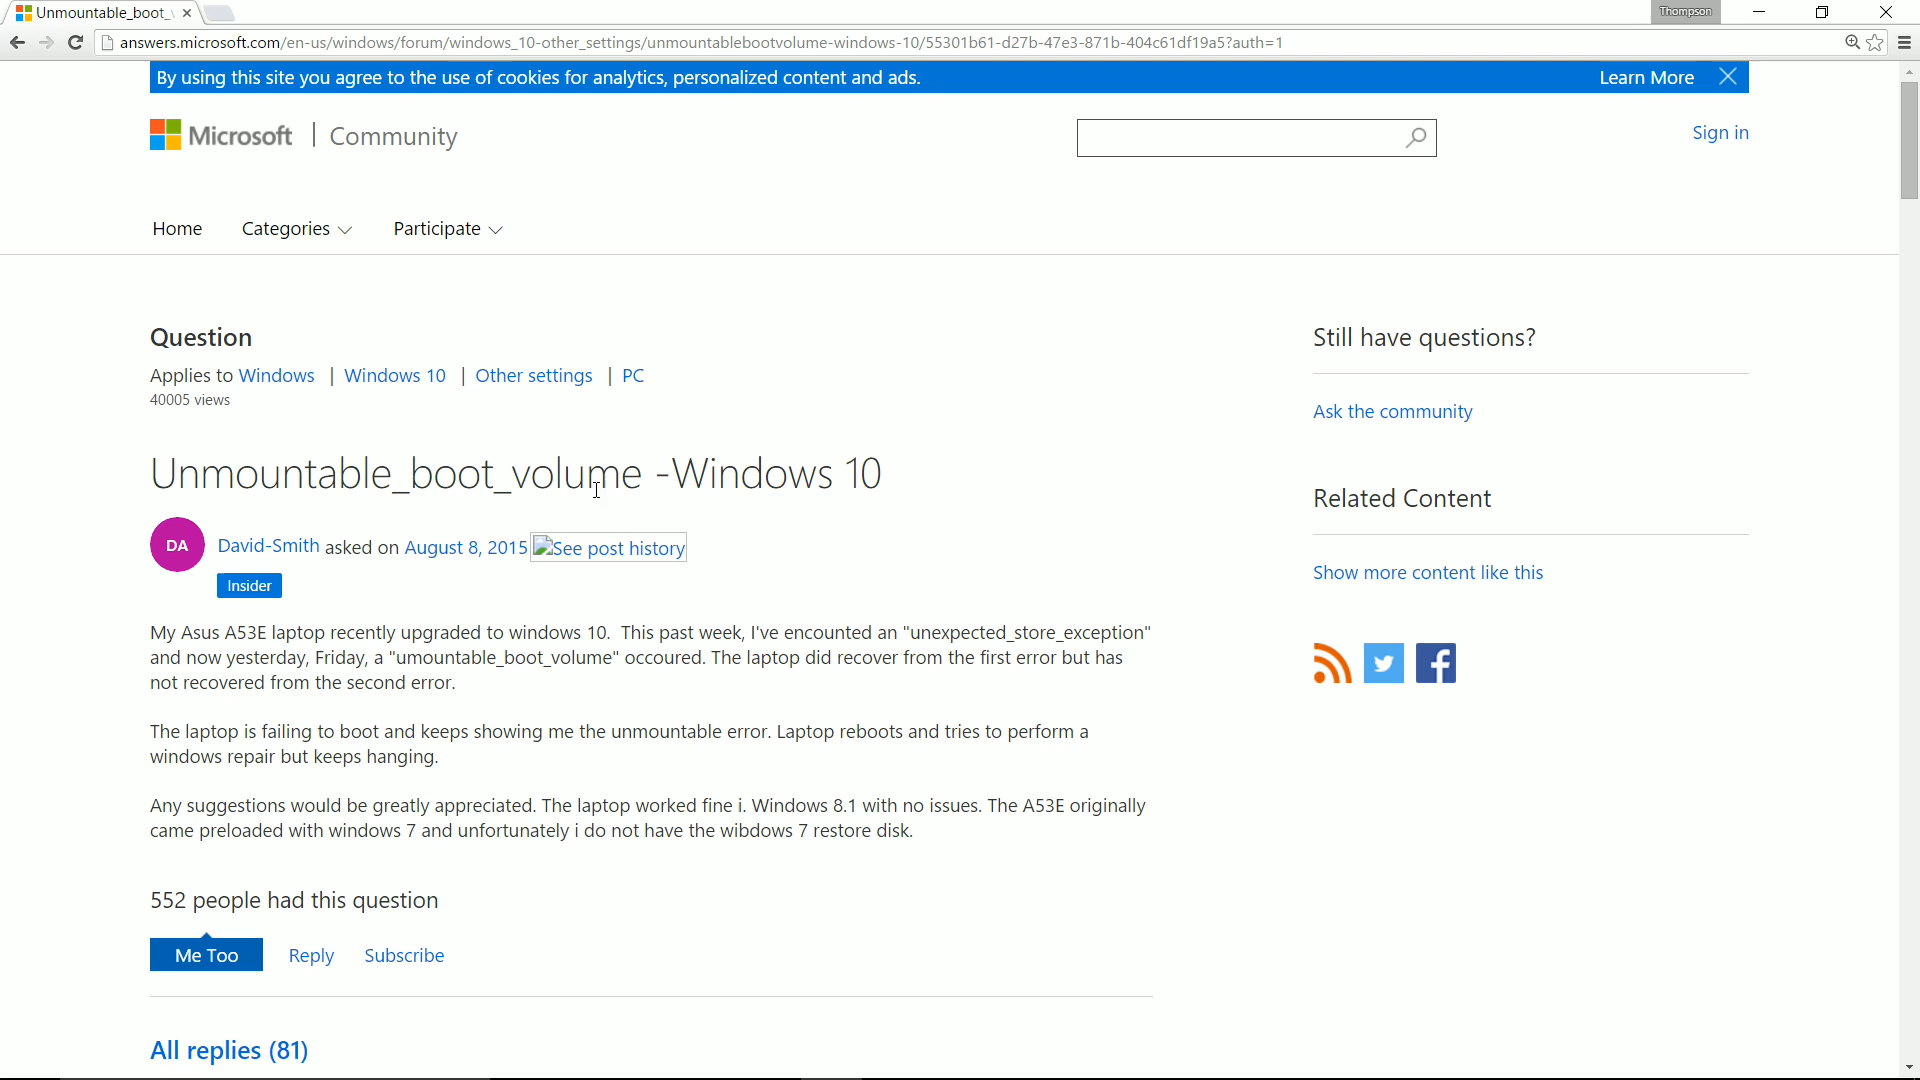 Unmountable_boot_v
Thompson
answers.microsoft.com/en-us/windows/forum/windows_10-other_settings/unmountablebootvolume-windows-10/55301b61-d27b-47e3-871b-404c61df19a5?auth=1
By using this site you agree to the use of cookies for analytics, personalized content and ads.
Learn More
Microsoft | Community
Sign in
Home
Categories
Participate
Question
Applies to Windows | Windows 10 | Other settings | PC
40005 views
Unmountable_boot_volume -Windows 10
DA
David-Smith asked on August 8, 2015 See post history
Insider
My Asus A53E laptop recently upgraded to windows 10.  This past week, I've encounted an "unexpected_store_exception"
and now yesterday, Friday, a "umountable_boot_volume" occoured. The laptop did recover from the first error but has
not recovered from the second error.
The laptop is failing to boot and keeps showing me the unmountable error. Laptop reboots and tries to perform a
windows repair but keeps hanging.
Any suggestions would be greatly appreciated. The laptop worked fine i. Windows 8.1 with no issues. The A53E originally
came preloaded with windows 7 and unfortunately i do not have the wibdows 7 restore disk.
552 people had this question
Me Too
Reply
Subscribe
All replies (81)
Still have questions?
Ask the community
Related Content
Show more content like this